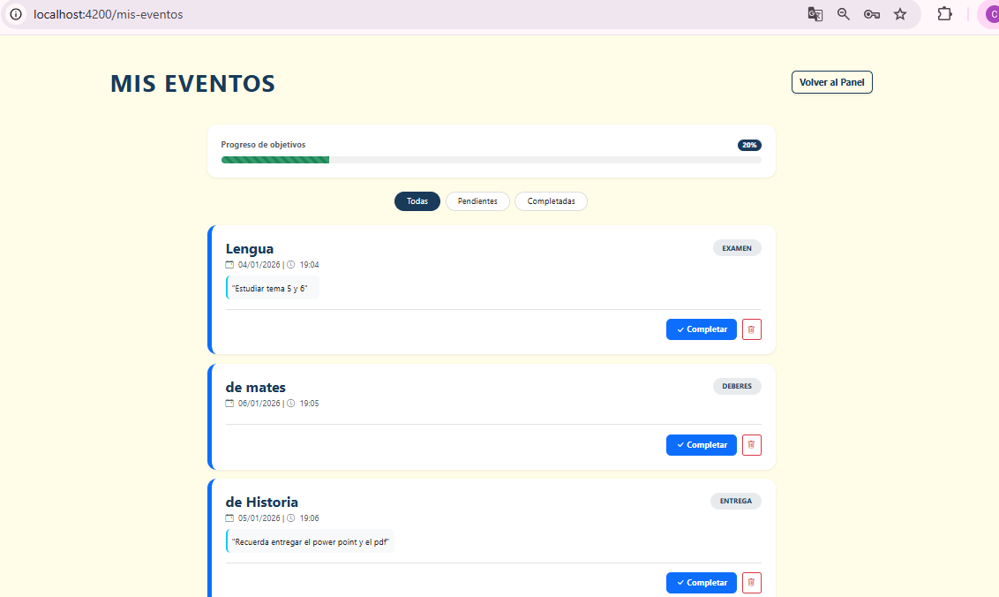 localhost:4200/mis-eventos
C
MIS EVENTOS
Volver al Panel
Progreso de objetivos
20%
Todas
Pendientes
Completadas
Lengua
EXAMEN
04/01/2026 | 19:04
"Estudiar tema 5 y 6"
Completar
de mates
DEBERES
06/01/2026 | 19:05
Completar
de Historia
ENTREGA
05/01/2026 | 19:06
"Recuerda entregar el power point y el pdf"
Completar